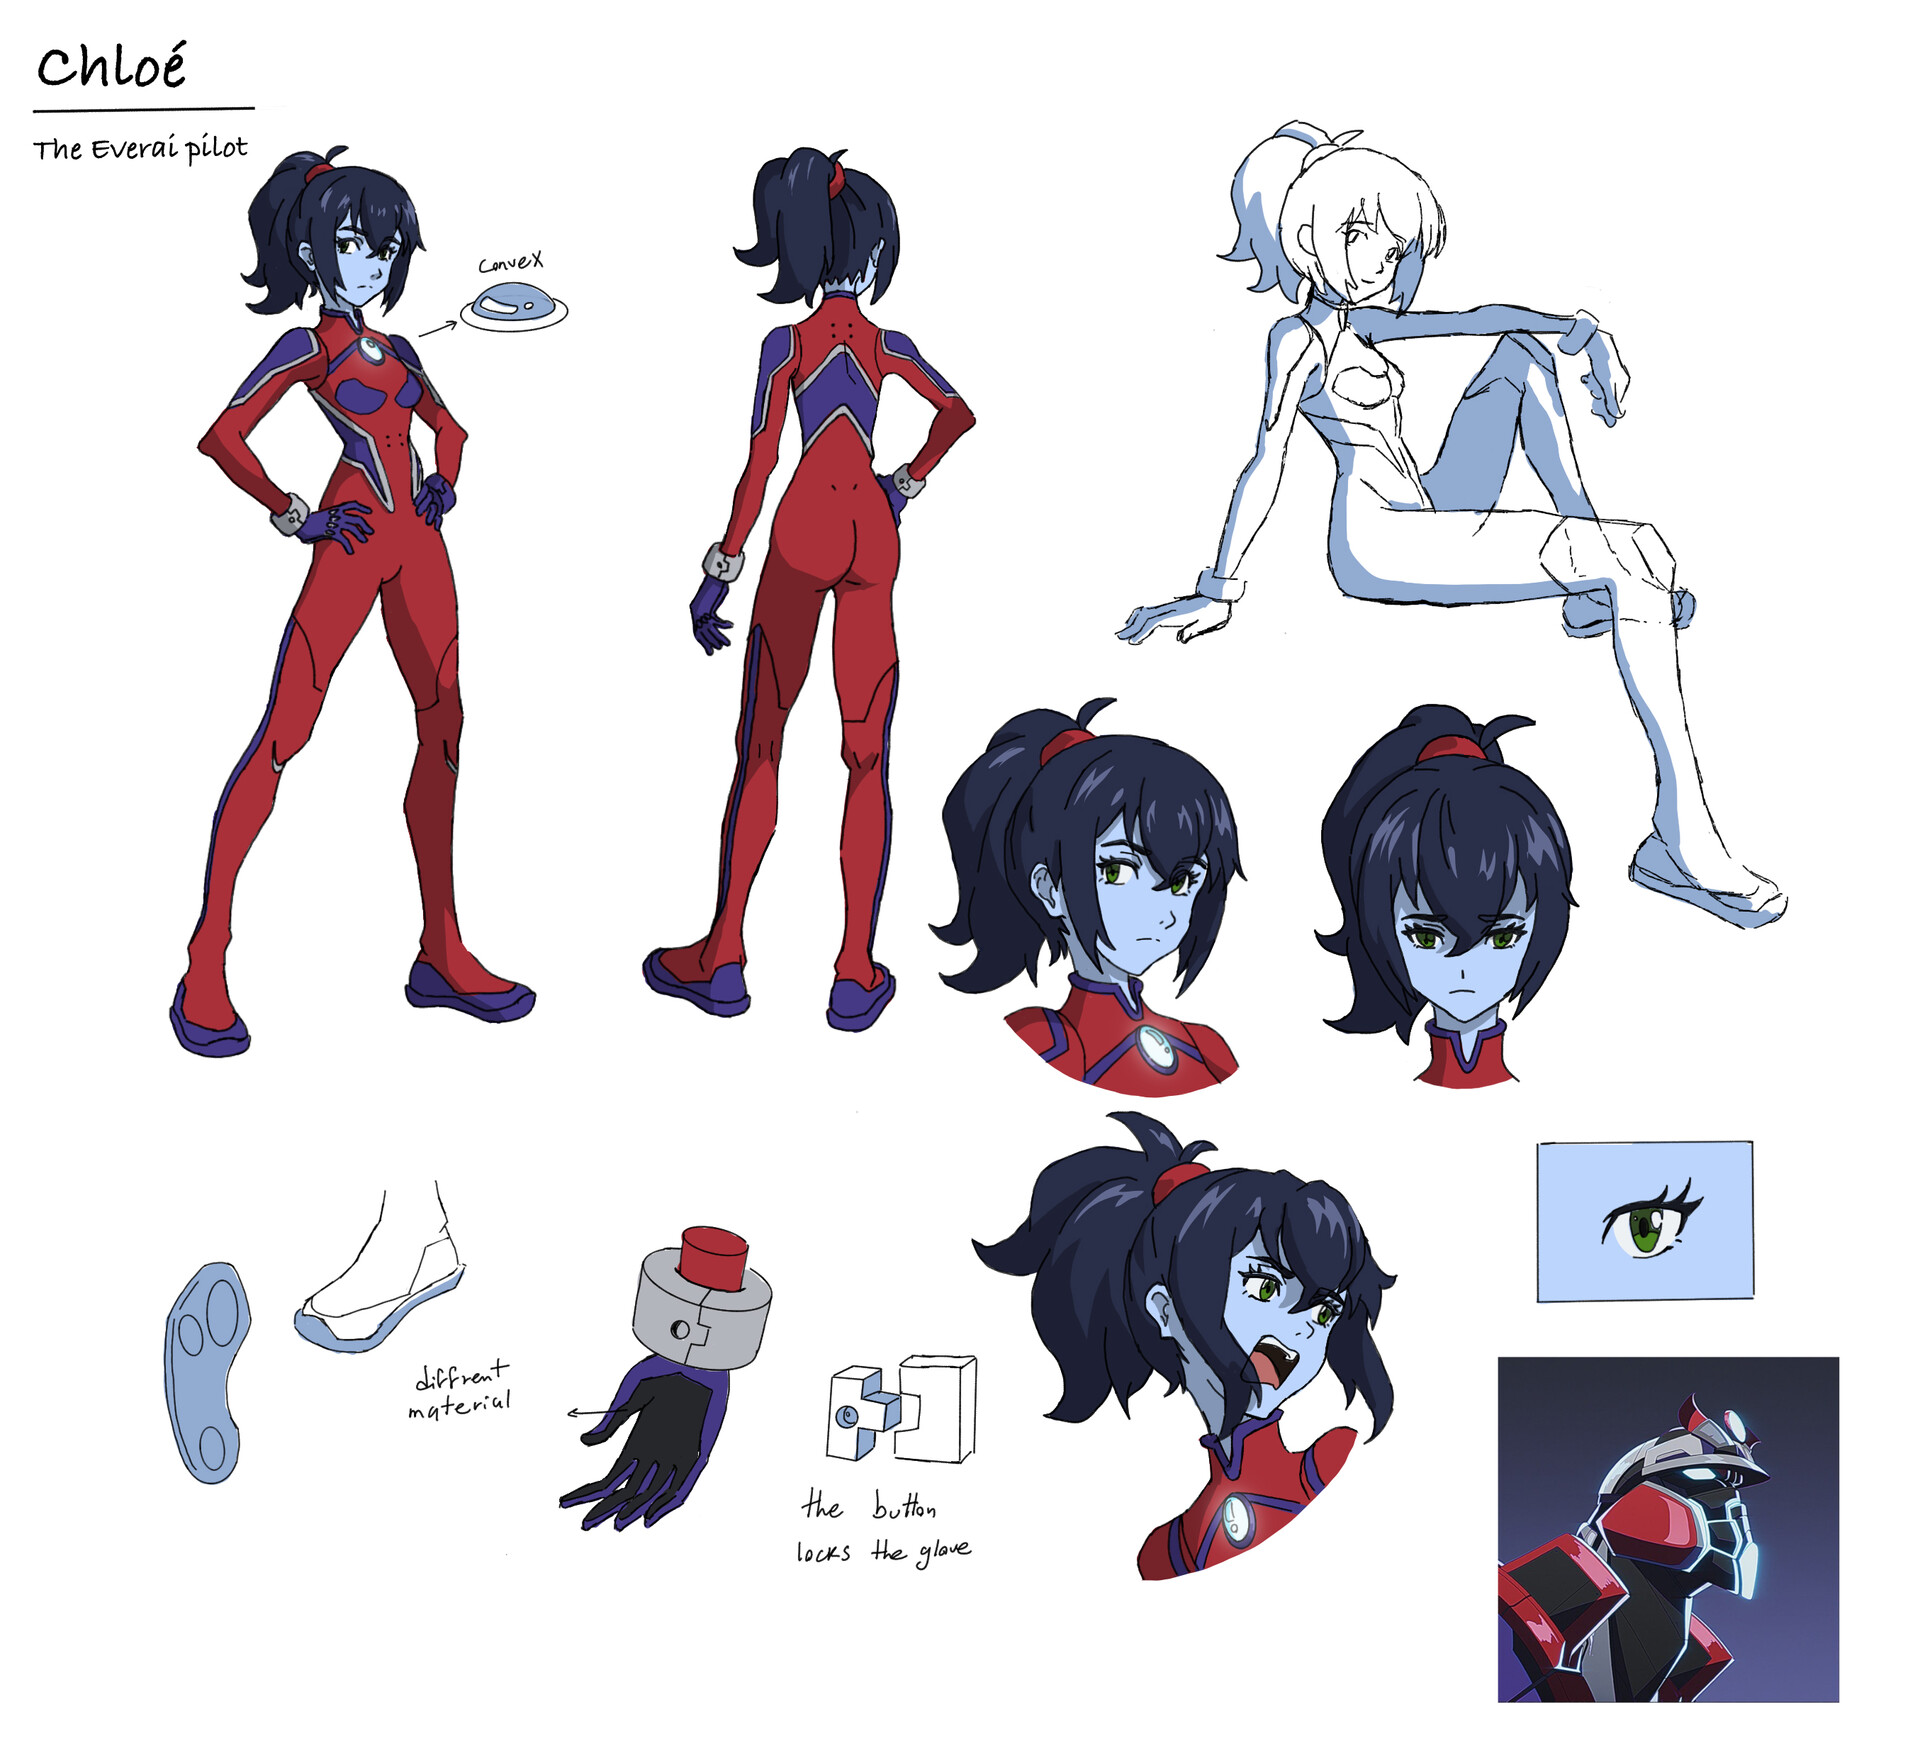 Chloé
The Everai pilot
convex
diffrent
material
the button
locks the glove